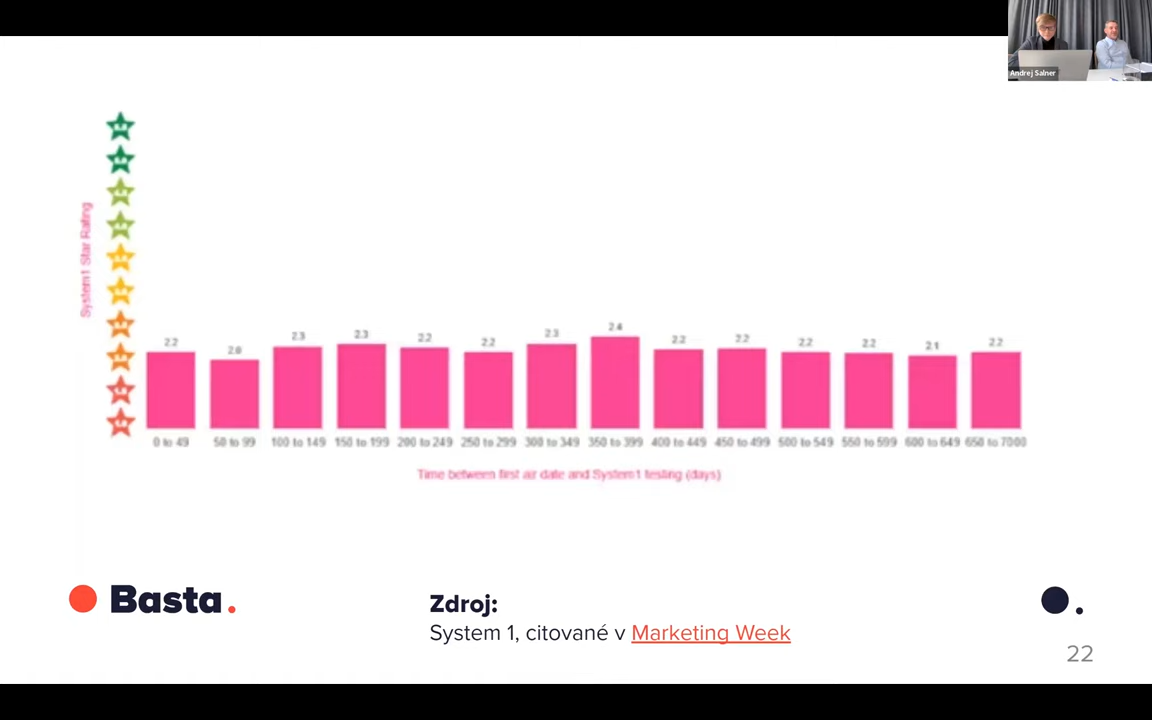 Andrej Salner
System1 Star Rating
2.2
2.0
2.3
2.3
2.2
2.2
2.3
2.4
2.2
2.2
2.2
2.2
2.1
2.2
0 to 49
50 to 99
100 to 149
150 to 199
200 to 249
250 to 299
300 to 349
350 to 399
400 to 449
450 to 499
500 to 549
550 to 599
600 to 649
650 to 7000
Time between first air date and System1 testing (days)
Basta.
Zdroj:
System 1, citované v Marketing Week
22